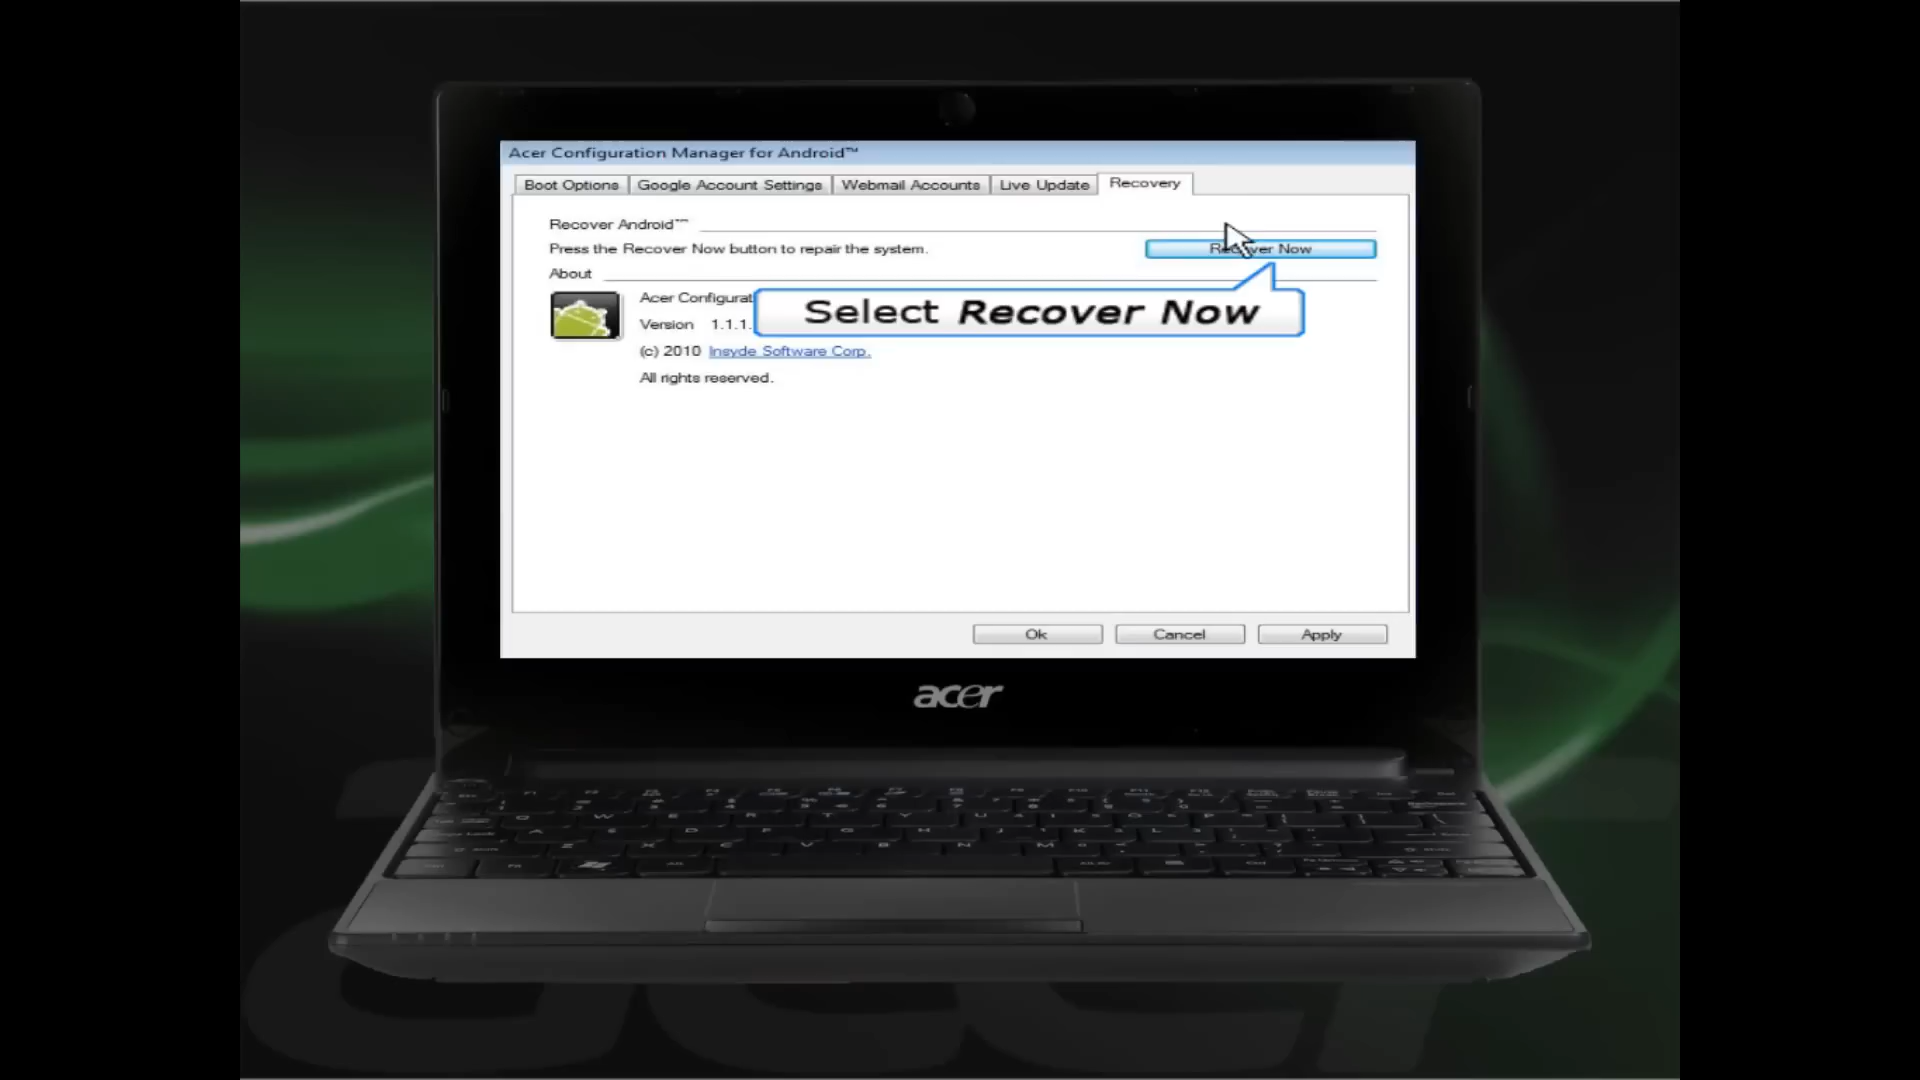 Acer Configuration Manager for Android™
Boot Options Google Account Settings Webmail Accounts Live Update Recovery
Recover Android™
Press the Recover Now button to repair the system. Recover Now
About
Acer Configurat
Select Recover Now
Version 1.1.1.
(c) 2010 Insyde Software Corp.
All rights reserved.
Ok Cancel Apply
acer